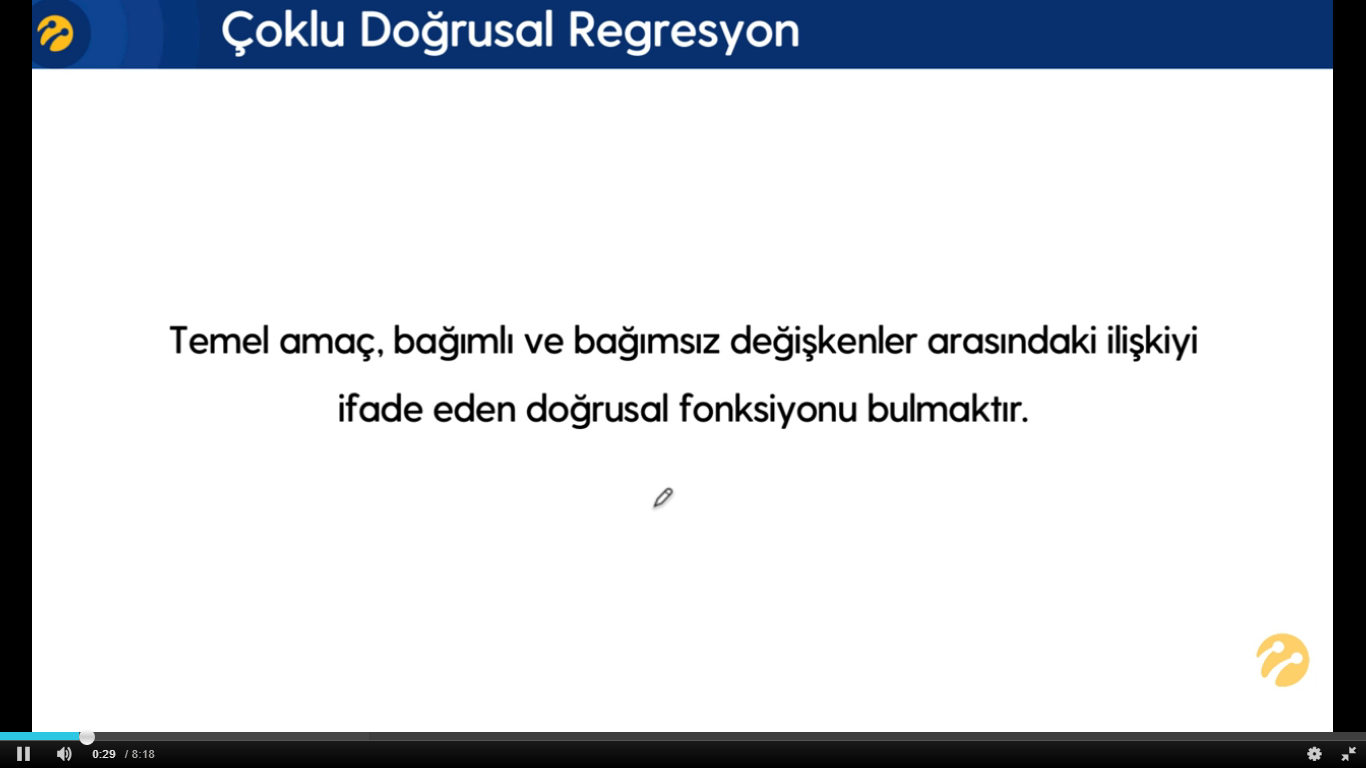 Çoklu Doğrusal Regresyon
Temel amaç, bağımlı ve bağımsız değişkenler arasındaki ilişkiyi
ifade eden doğrusal fonksiyonu bulmaktır.
0:29 / 8:18